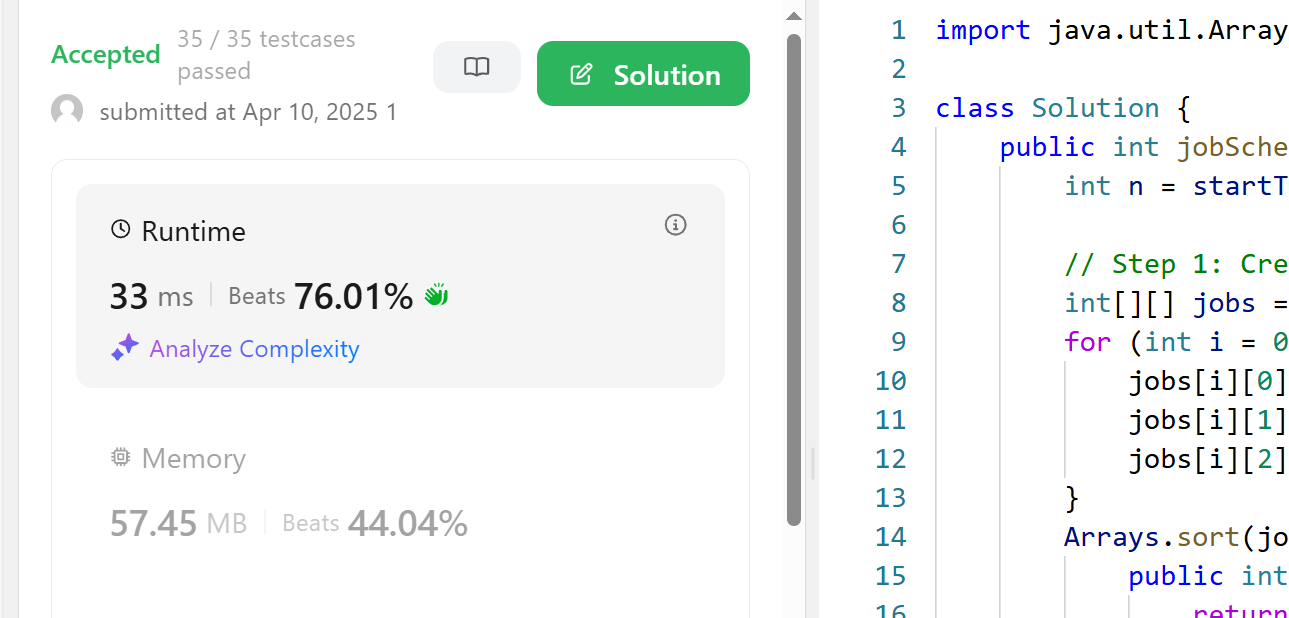 Accepted
35 / 35 testcases
passed
Solution
submitted at Apr 10, 2025 1
Runtime
33 ms Beats 76.01%
Analyze Complexity
Memory
57.45 MB Beats 44.04%
1 import java.util.Array
2
3 class Solution {
4 public int jobSche
5 int n = startT
6
7 // Step 1: Cre
8 int[][] jobs =
9 for (int i = 0
10 jobs[i][0]
11 jobs[i][1]
12 jobs[i][2]
13 }
14 Arrays.sort(jo
15 public int
16 return